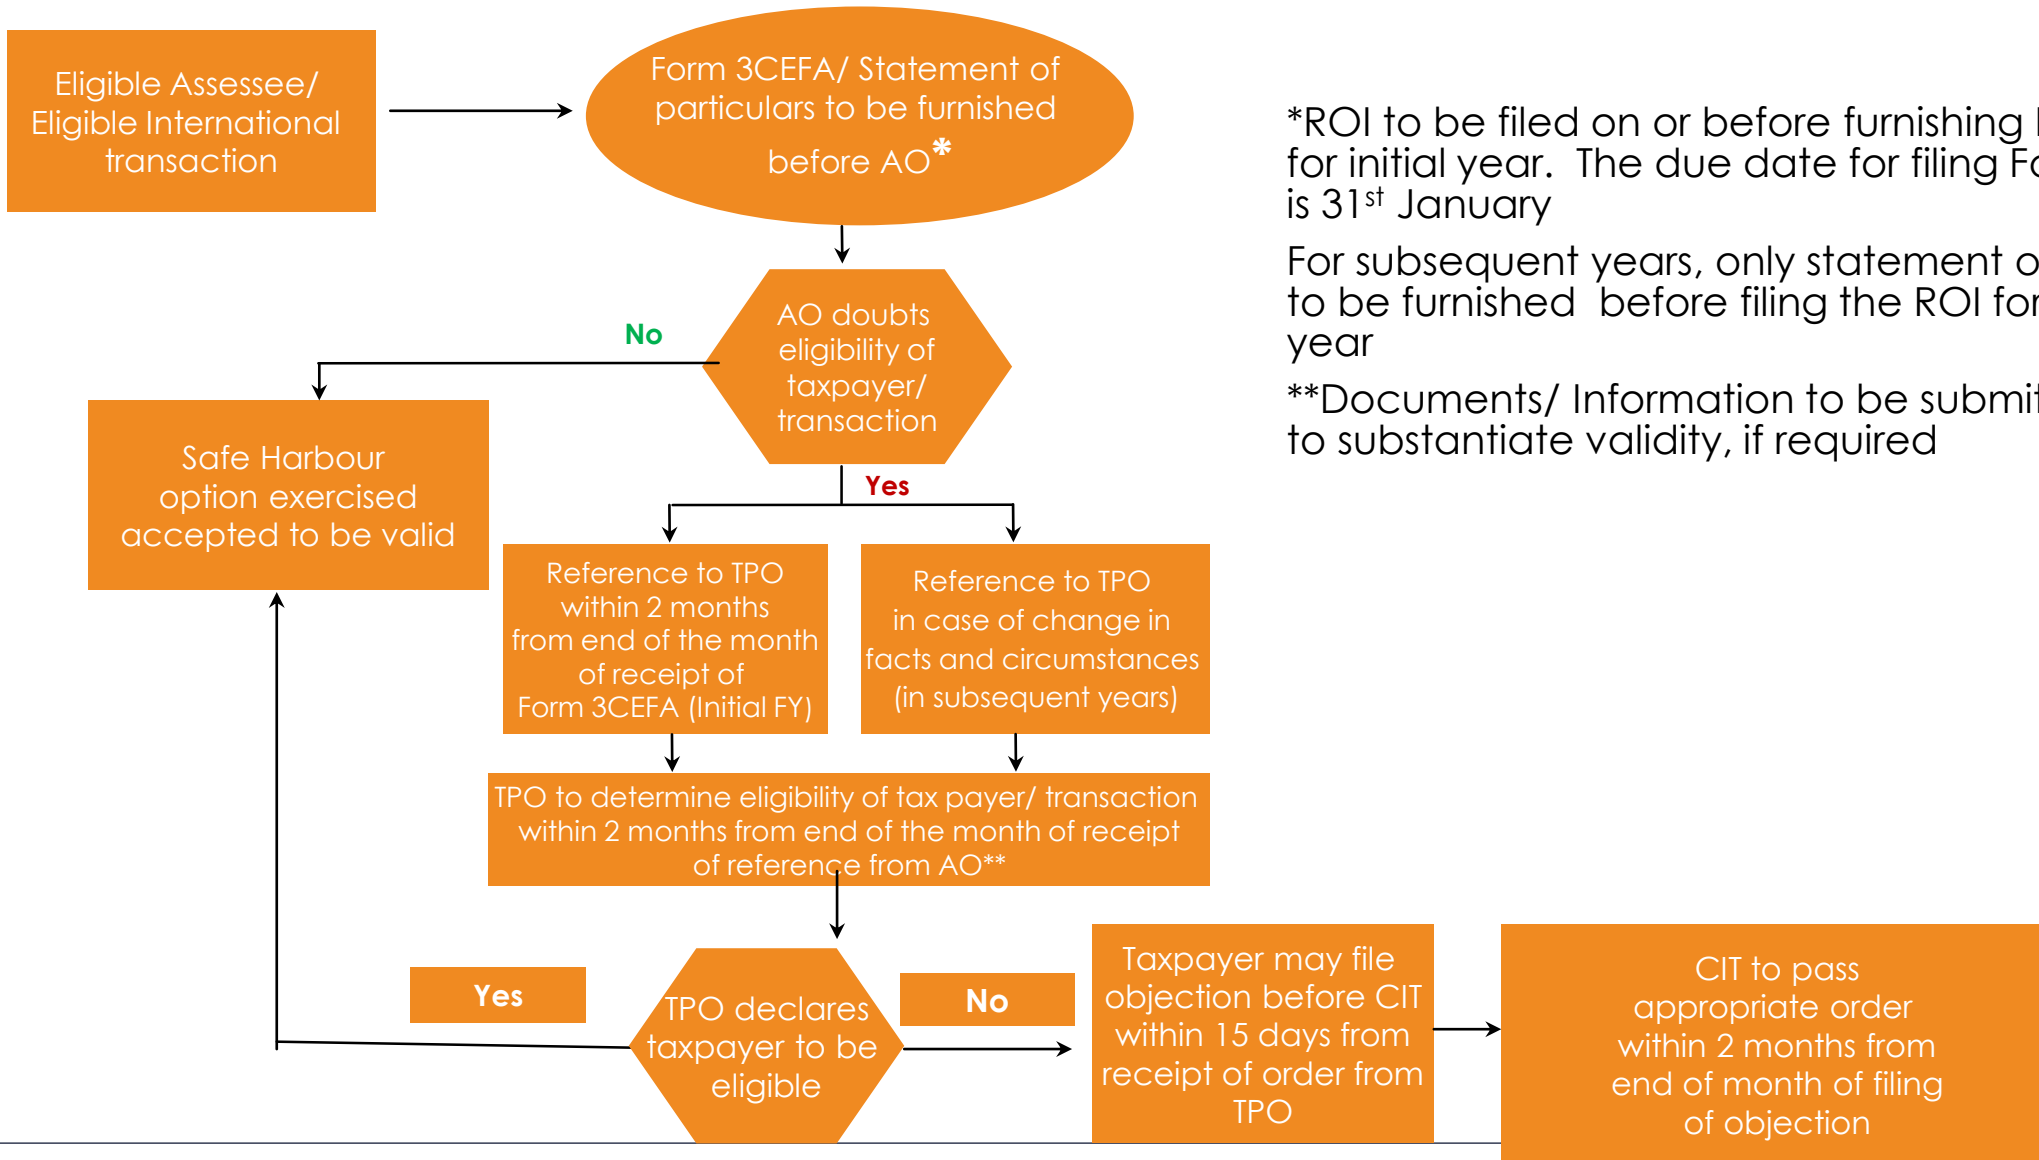 Eligible Assessee/
Eligible International
transaction
Form 3CEFA/ Statement of
particulars to be furnished
before AO*
*ROI to be filed on or before furnishing
for initial year. The due date for filing
is 31st January
For subsequent years, only statement
to be furnished before filing the ROI for
year
**Documents/ Information to be
to substantiate validity, if required
AO doubts
eligibility of
taxpayer/
transaction
No
Safe Harbour
option exercised
accepted to be valid
Yes
Reference to TPO
within 2 months
from end of the month
of receipt of
Form 3CEFA (Initial FY)
Reference to TPO
in case of change in
facts and circumstances
(in subsequent years)
TPO to determine eligibility of tax payer/ transaction
within 2 months from end of the month of receipt
of reference from AO**
Yes
TPO declares
taxpayer to be
eligible
No
Taxpayer may file
objection before CIT
within 15 days from
receipt of order from
TPO
CIT to pass
appropriate order
within 2 months from
end of month of filing
of objection